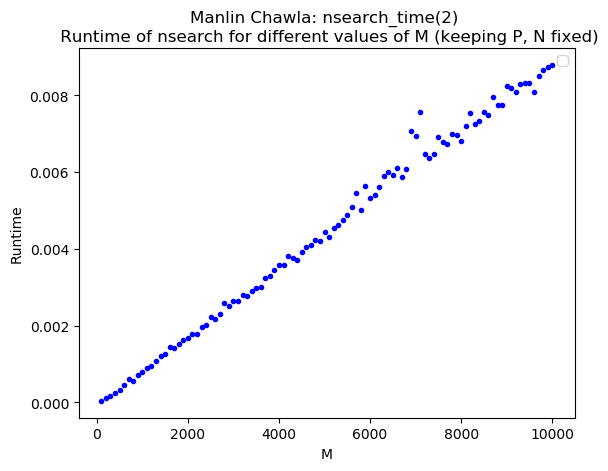 Manlin Chawla: nsearch_time(2)
Runtime of nsearch for different values of M (keeping P, N fixed)
0.008
0.006
0.004
0.002
0.000
Runtime
0
2000
4000
6000
8000
10000
M